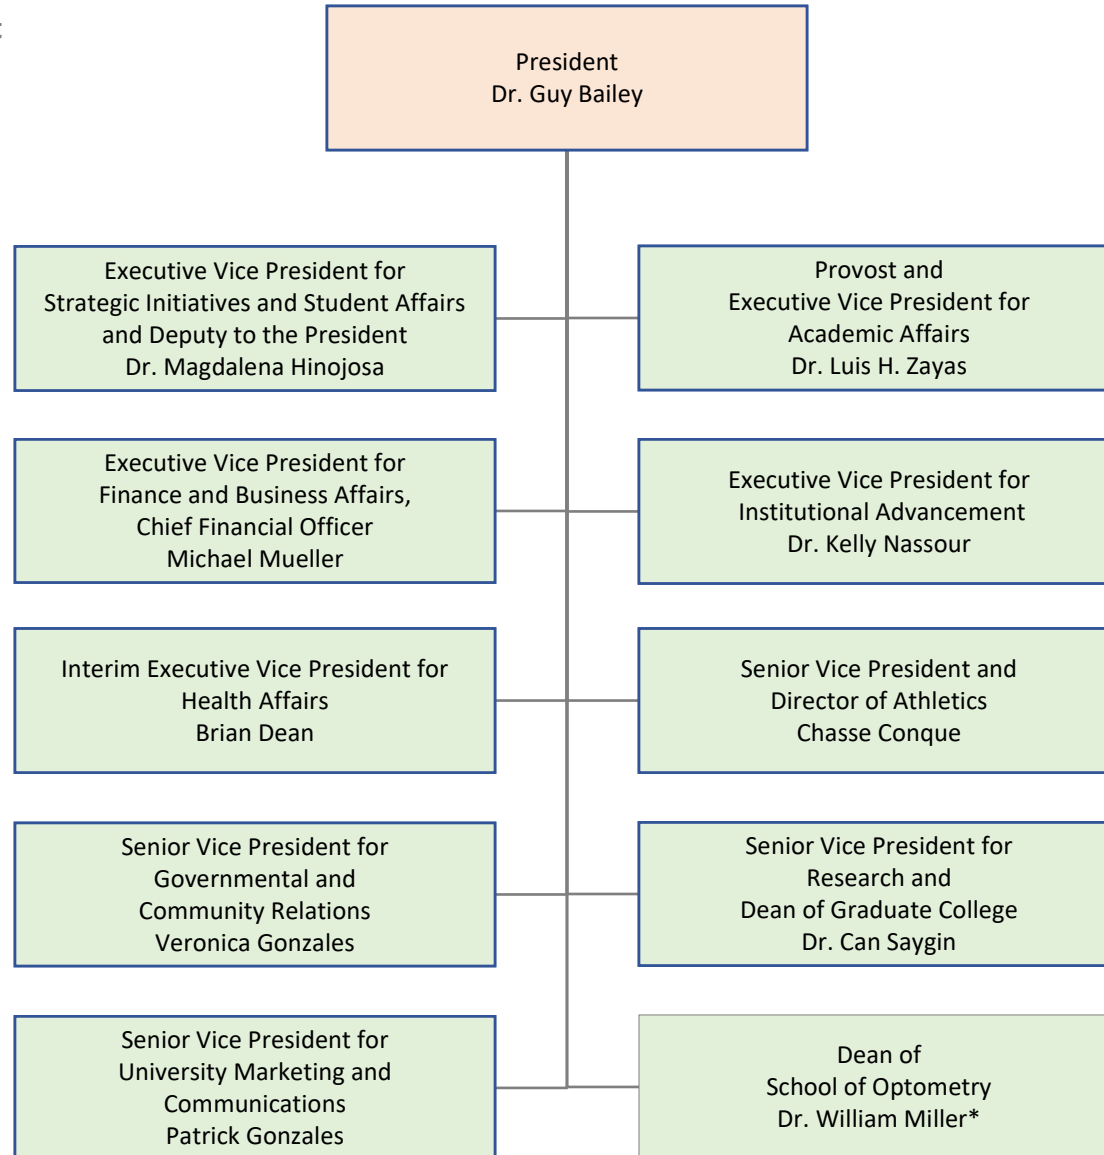 President
Dr. Guy Bailey
Executive Vice President for
Strategic Initiatives and Student Affairs
and Deputy to the President
Dr. Magdalena Hinojosa
Provost and
Executive Vice President for
Academic Affairs
Dr. Luis H. Zayas
Executive Vice President for
Finance and Business Affairs,
Chief Financial Officer
Michael Mueller
Executive Vice President for
Institutional Advancement
Dr. Kelly Nassour
Interim Executive Vice President for
Health Affairs
Brian Dean
Senior Vice President and
Director of Athletics
Chasse Conque
Senior Vice President for
Governmental and
Community Relations
Veronica Gonzales
Senior Vice President for
Research and
Dean of Graduate College
Dr. Can Saygin
Senior Vice President for
University Marketing and
Communications
Patrick Gonzales
Dean of
School of Optometry
Dr. William Miller*